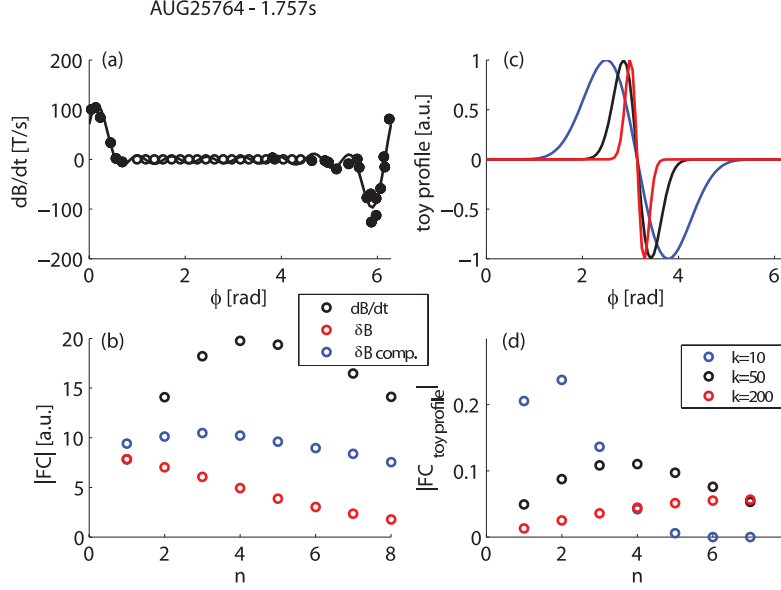 AUG25764 - 1.757s
(a)
dB/dt [T/s]
200
100
0
−100
−200
0
2
4
6
ϕ [rad]
(c)
toy profile [a.u.]
1
0.5
0
−0.5
−1
0
2
4
6
ϕ [rad]
dB/dt
δB
δB comp.
(b)
|FC| [a.u.]
20
15
10
5
0
0
2
4
6
8
n
(d)
|FC toy profile|
0.2
0.1
0
0
2
4
6
n
k=10
k=50
k=200